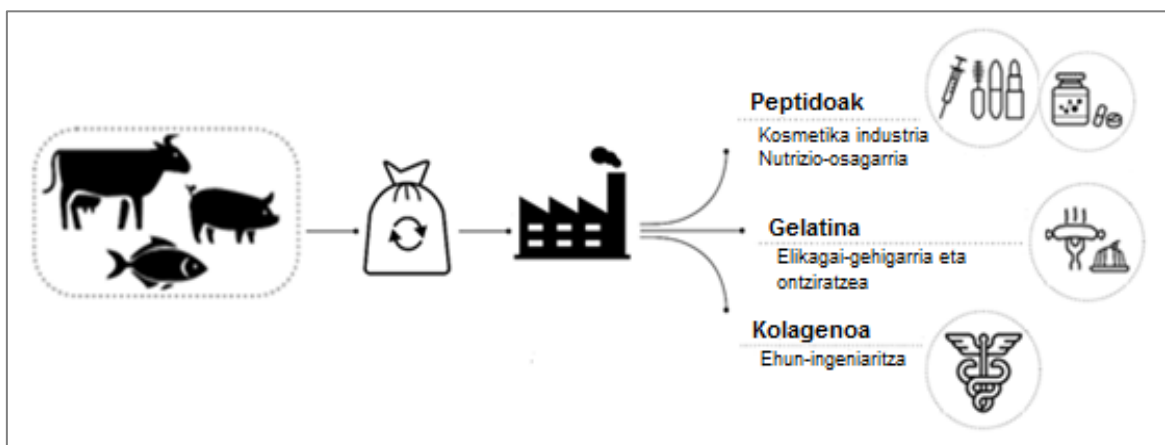 Peptidoak
Kosmetika industria
Nutrizio-osagarria
Gelatina
Elikagai-gehigarria eta
ontziratzea
Kolagenoa
Ehun-ingeniaritza